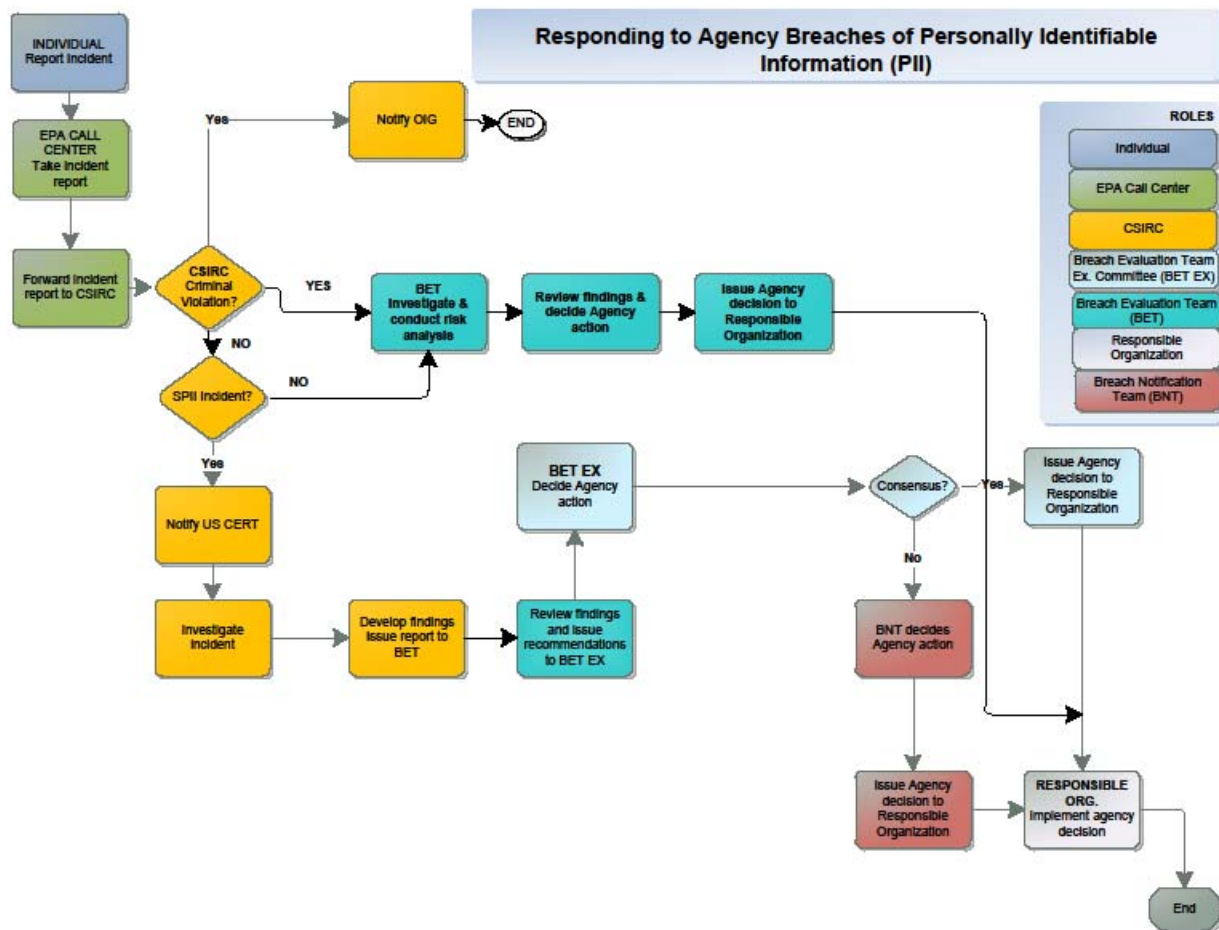 Responding to Agency Breaches of Personally Identifiable
Information (PII)
INDIVIDUAL
Report Incident
EPA CALL
CENTER
Take Incident
report
Forward Incident
report to CSIRC
CSIRC
Criminal
Violation?
Yes
Notify OIG
END
YES
BET
Investigate &
conduct risk
analysis
Review findings &
decide Agency
action
Issue Agency
decision to
Responsible
Organization
NO
SPII Incident?
NO
Yes
Notify US CERT
Investigate
Incident
Develop findings
Issue report to
BET
Review findings
and Issue
recommendations
to BET EX
BET EX
Decide Agency
action
Consensus?
Yes
Issue Agency
decision to
Responsible
Organization
No
BNT decides
Agency action
Issue Agency
decision to
Responsible
Organization
RESPONSIBLE
ORG.
Implement agency
decision
End
ROLES
Individual
EPA Call Center
CSIRC
Breach Evaluation Team
Ex. Committee (BET EX)
Breach Evaluation Team
(BET)
Responsible
Organization
Breach Notification
Team (BNT)